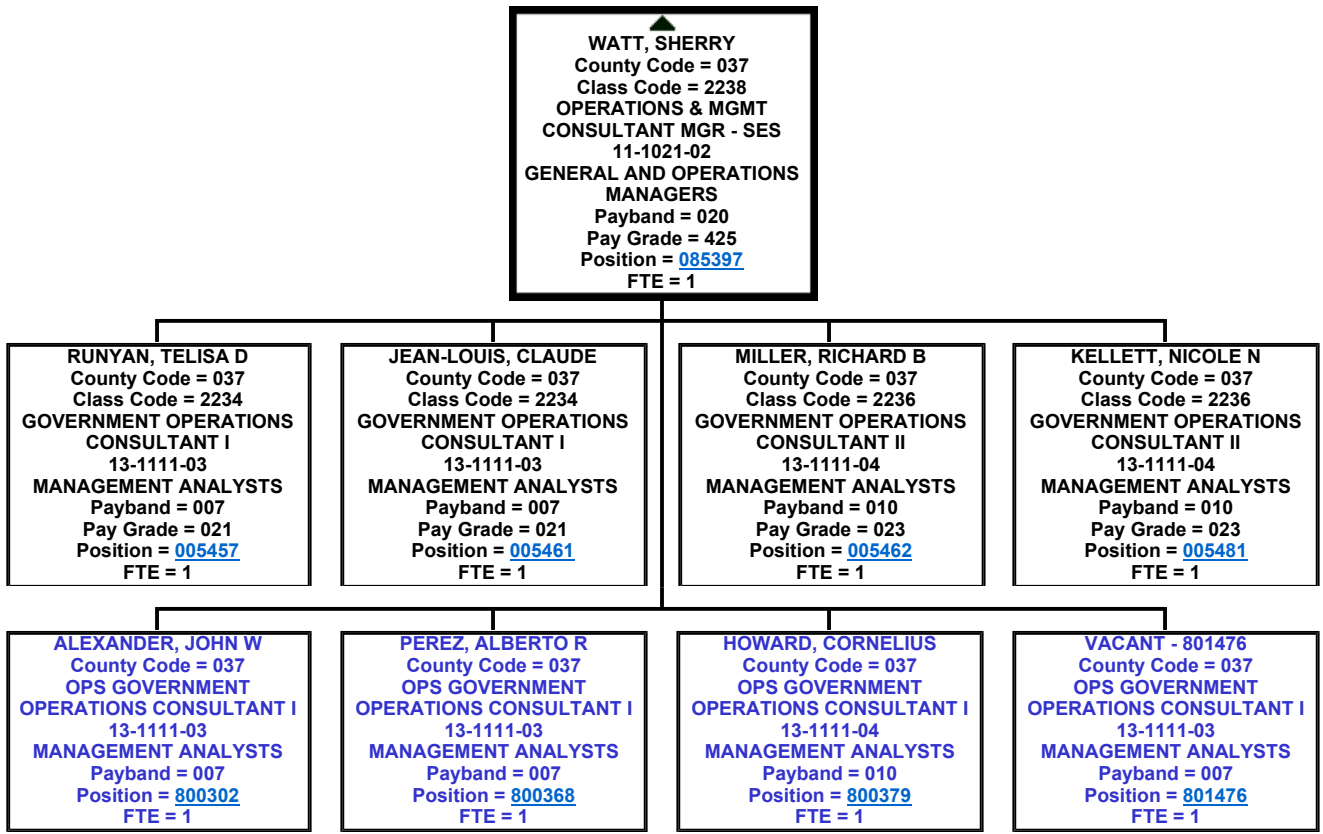 WATT, SHERRY
County Code = 037
Class Code = 2238
OPERATIONS & MGMT
CONSULTANT MGR - SES
11-1021-02
GENERAL AND OPERATIONS
MANAGERS
Payband = 020
Pay Grade = 425
Position = 085397
FTE = 1
RUNYAN, TELISA D
County Code = 037
Class Code = 2234
GOVERNMENT OPERATIONS
CONSULTANT I
13-1111-03
MANAGEMENT ANALYSTS
Payband = 007
Pay Grade = 021
Position = 005457
FTE = 1
JEAN-LOUIS, CLAUDE
County Code = 037
Class Code = 2234
GOVERNMENT OPERATIONS
CONSULTANT I
13-1111-03
MANAGEMENT ANALYSTS
Payband = 007
Pay Grade = 021
Position = 005461
FTE = 1
MILLER, RICHARD B
County Code = 037
Class Code = 2236
GOVERNMENT OPERATIONS
CONSULTANT II
13-1111-04
MANAGEMENT ANALYSTS
Payband = 010
Pay Grade = 023
Position = 005462
FTE = 1
KELLETT, NICOLE N
County Code = 037
Class Code = 2236
GOVERNMENT OPERATIONS
CONSULTANT II
13-1111-04
MANAGEMENT ANALYSTS
Payband = 010
Pay Grade = 023
Position = 005481
FTE = 1
ALEXANDER, JOHN W
County Code = 037
OPS GOVERNMENT
OPERATIONS CONSULTANT I
13-1111-03
MANAGEMENT ANALYSTS
Payband = 007
Position = 800302
FTE = 1
PEREZ, ALBERTO R
County Code = 037
OPS GOVERNMENT
OPERATIONS CONSULTANT I
13-1111-03
MANAGEMENT ANALYSTS
Payband = 007
Position = 800368
FTE = 1
HOWARD, CORNELIUS
County Code = 037
OPS GOVERNMENT
OPERATIONS CONSULTANT I
13-1111-04
MANAGEMENT ANALYSTS
Payband = 010
Position = 800379
FTE = 1
VACANT - 801476
County Code = 037
OPS GOVERNMENT
OPERATIONS CONSULTANT I
13-1111-03
MANAGEMENT ANALYSTS
Payband = 007
Position = 801476
FTE = 1